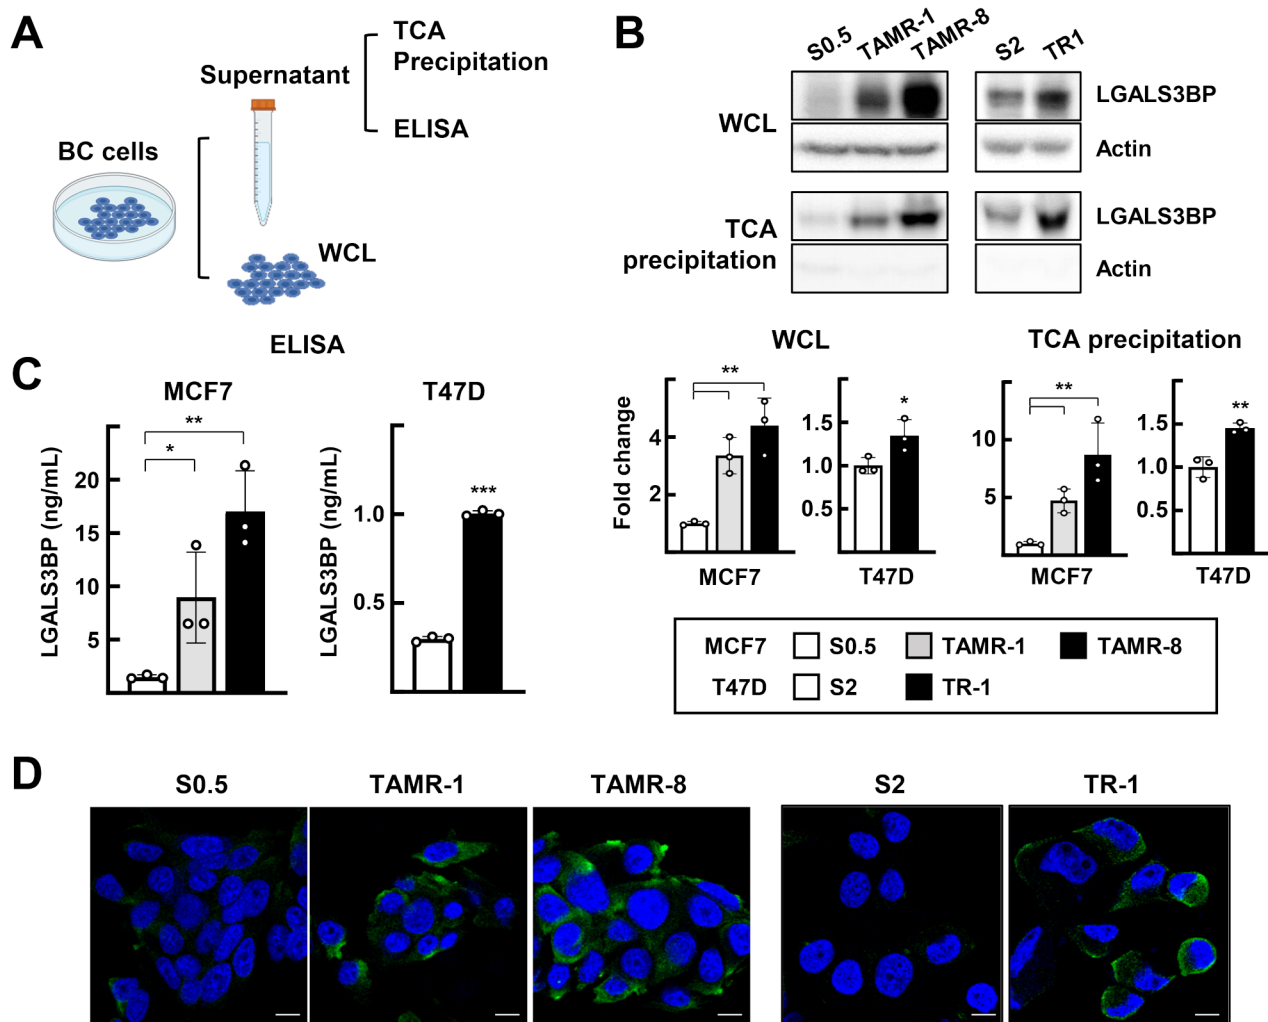 A
TCA
Precipitation
Supernatant
ELISA
BC cells
WCL
B
S0.5 TAMR-1 TAMR-8 S2 TR1
WCL
LGALS3BP
Actin
TCA
precipitation
LGALS3BP
Actin
WCL
TCA precipitation
Fold change
4
2
**
MCF7
1.5
1.0
0.5
*
T47D
10
5
**
MCF7
1.5
1.0
0.5
**
T47D
C
ELISA
MCF7
T47D
LGALS3BP (ng/mL)
20
15
10
5
**
*
LGALS3BP (ng/mL)
1.0
0.5
***
MCF7 S0.5 TAMR-1 TAMR-8
T47D S2 TR-1
D
S0.5 TAMR-1 TAMR-8 S2 TR-1